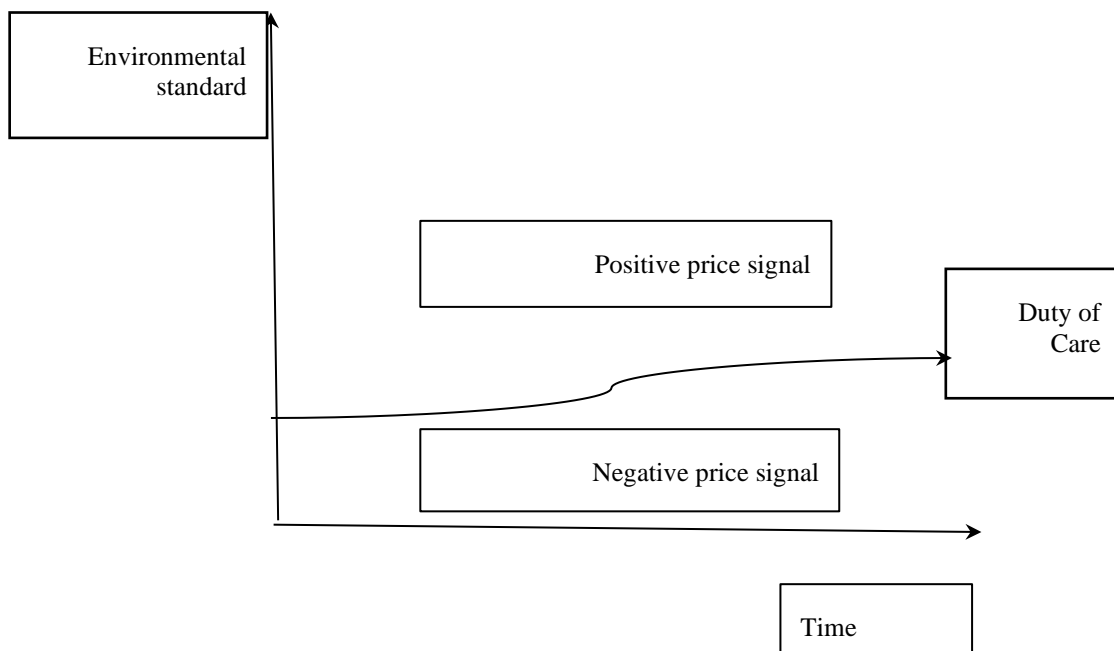 Environmental
standard
Positive price signal
Duty of
Care
Negative price signal
Time